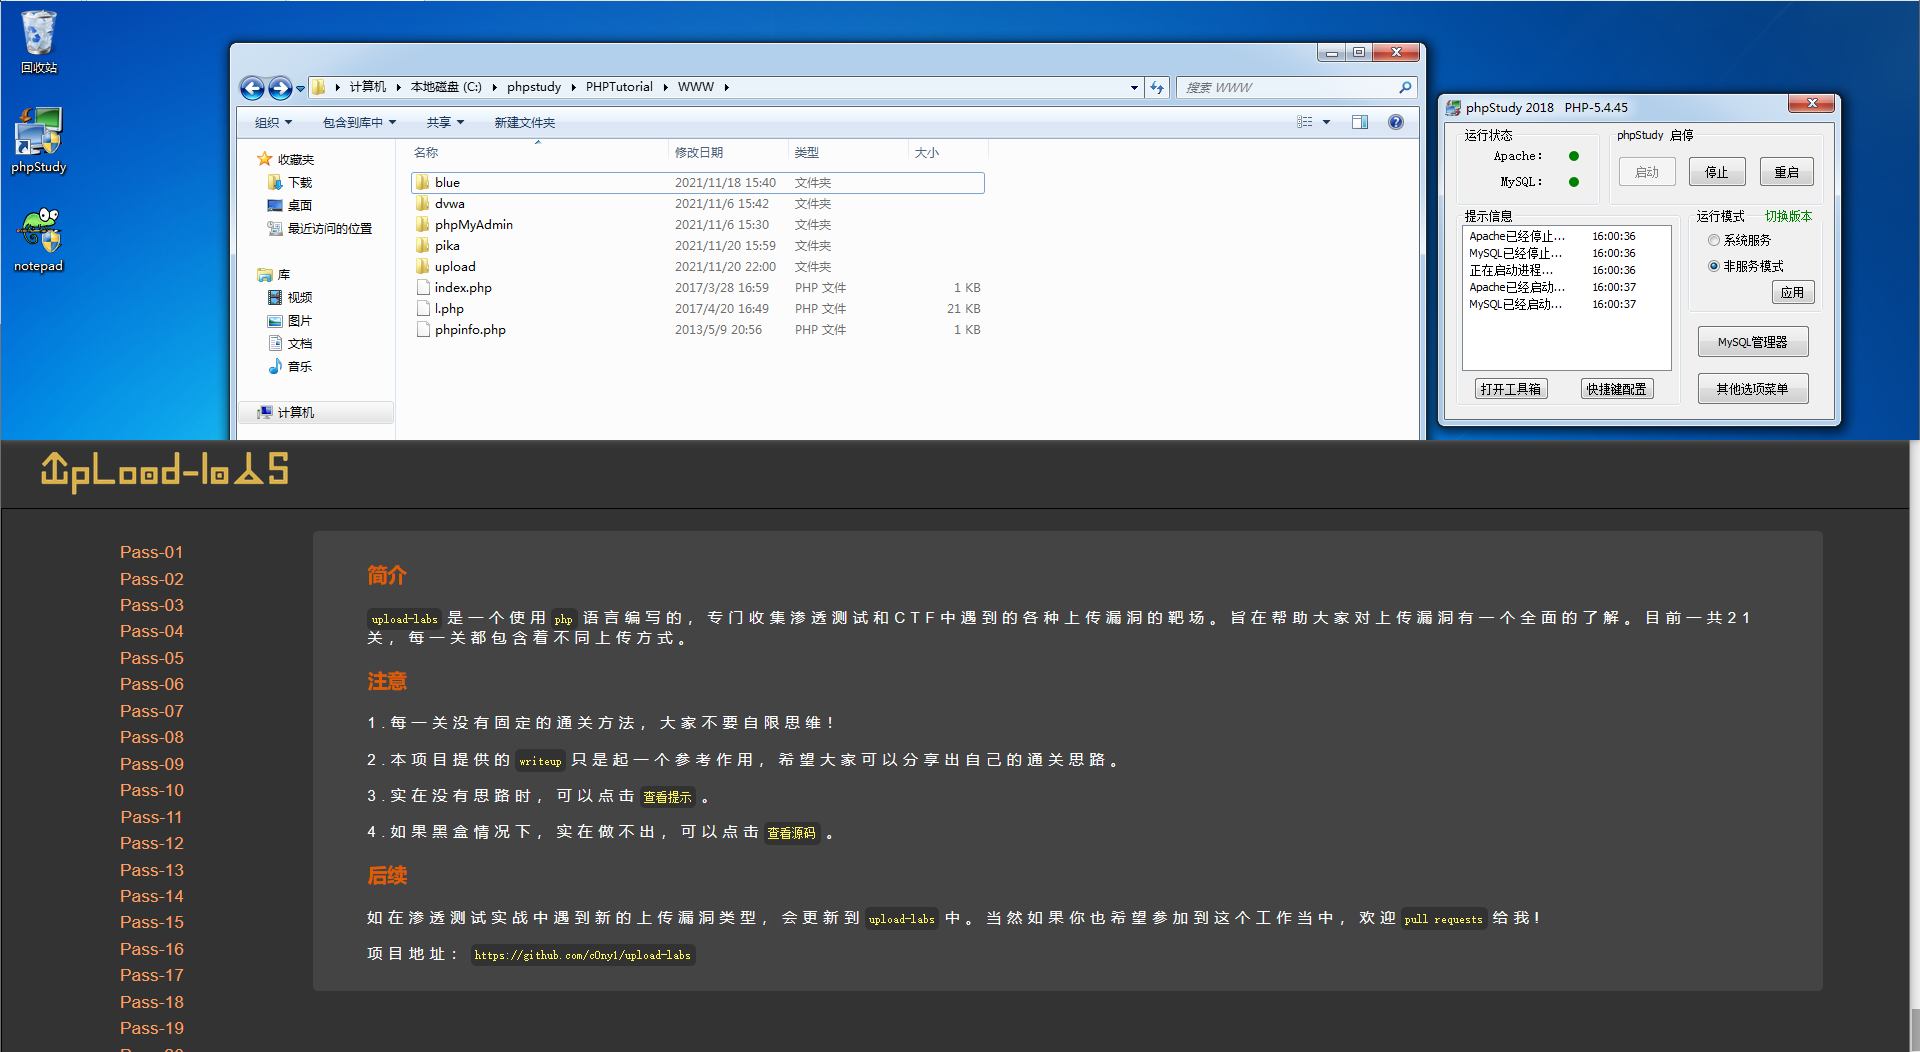 回收站
phpStudy
notepad
计算机 本地磁盘 (C:) phpstudy PHPTutorial WWW
搜索 WWW
组织 包含到库中 共享 新建文件夹
收藏夹
下载
桌面
最近访问的位置
库
视频
图片
文档
音乐
计算机
名称 修改日期 类型 大小
blue 2021/11/18 15:40 文件夹
dvwa 2021/11/6 15:42 文件夹
phpMyAdmin 2021/11/6 15:30 文件夹
pika 2021/11/20 15:59 文件夹
upload 2021/11/20 22:00 文件夹
index.php 2017/3/28 16:59 PHP 文件 1 KB
l.php 2017/4/20 16:49 PHP 文件 21 KB
phpinfo.php 2013/5/9 20:56 PHP 文件 1 KB
phpStudy 2018 PHP-5.4.45
运行状态
Apache:
MySQL:
phpStudy 启停
启动 停止 重启
提示信息
Apache已经停止... 16:00:36
MySQL已经停止... 16:00:36
正在启动进程... 16:00:36
Apache已经启动... 16:00:37
MySQL已经启动... 16:00:37
打开工具箱 快捷键配置
运行模式 切换版本
系统服务
非服务模式
应用
MySQL管理器
其他选项菜单
UpLoad-labs
Pass-01
Pass-02
Pass-03
Pass-04
Pass-05
Pass-06
Pass-07
Pass-08
Pass-09
Pass-10
Pass-11
Pass-12
Pass-13
Pass-14
Pass-15
Pass-16
Pass-17
Pass-18
Pass-19
简介
upload-labs 是一个使用 php 语言编写的，专门收集渗透测试和CTF中遇到的各种上传漏洞的靶场。旨在帮助大家对上传漏洞有一个全面的了解。目前一共21
关，每一关都包含着不同上传方式。
注意
1.每一关没有固定的通关方法，大家不要自限思维！
2.本项目提供的 writeup 只是起一个参考作用，希望大家可以分享出自己的通关思路。
3.实在没有思路时，可以点击 查看提示 。
4.如果黑盒情况下，实在做不出，可以点击 查看源码 。
后续
如在渗透测试实战中遇到新的上传漏洞类型，会更新到 upload-labs 中。当然如果你也希望参加到这个工作当中，欢迎 pull requests 给我!
项目地址： https://github.com/c0ny1/upload-labs